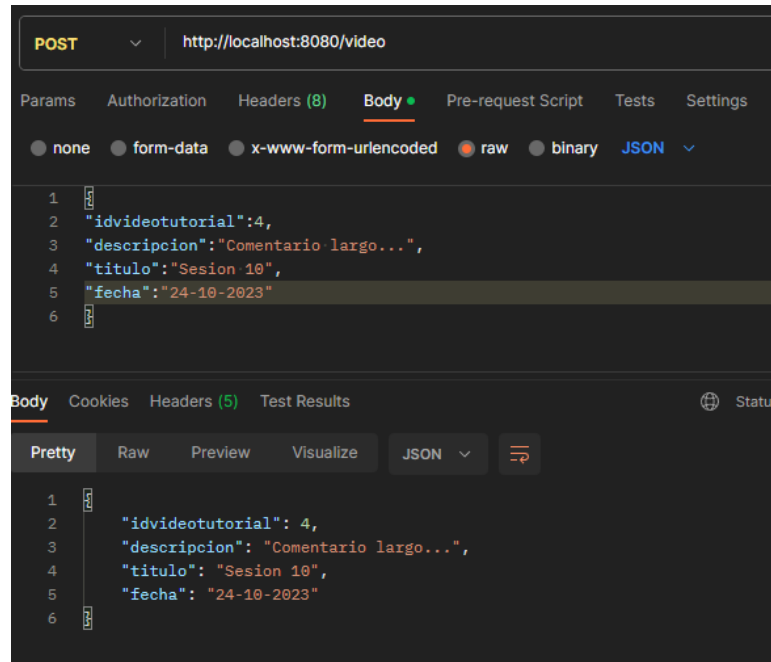 POST http://localhost:8080/video
Params Authorization Headers (8) Body Pre-request Script Tests Settings
none form-data x-www-form-urlencoded raw binary JSON
1 {
2 "idvideotutorial":4,
3 "descripcion":"Comentario largo...",
4 "titulo":"Sesion 10",
5 "fecha":"24-10-2023"
6 }
Body Cookies Headers (5) Test Results Statu
Pretty Raw Preview Visualize JSON
1 {
2 "idvideotutorial": 4,
3 "descripcion": "Comentario largo...",
4 "titulo": "Sesion 10",
5 "fecha": "24-10-2023"
6 }